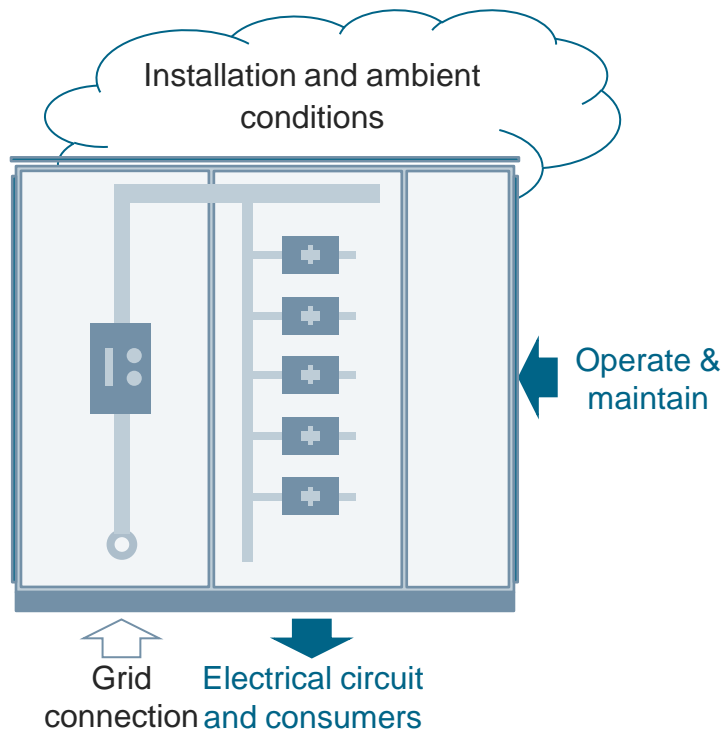 Installation and ambient
conditions
Operate &
maintain
Grid
connection
Electrical circuit
and consumers